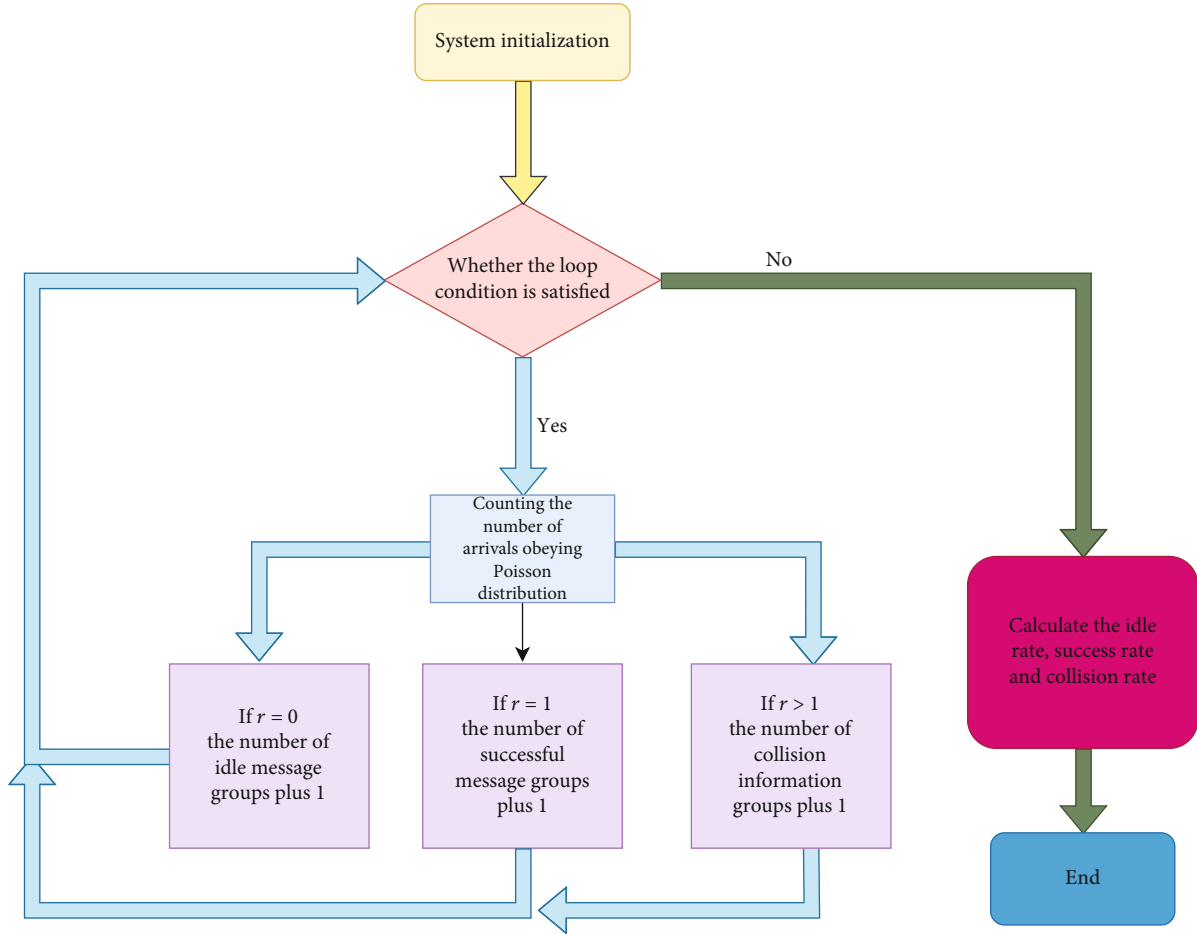 System initialization
Whether the loop
condition is satisfied
No
Yes
Counting the
number of
arrivals obeying
Poisson
distribution
If r = 0
the number of
idle message
groups plus 1
If r = 1
the number of
successful
message groups
plus 1
If r > 1
the number of
collision
information
groups plus 1
Calculate the idle
rate, success rate
and collision rate
End